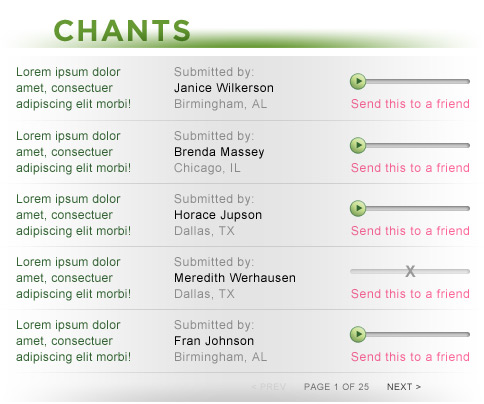 CHANTS
Lorem ipsum dolor
amet, consectuer
adipiscing elit morbi!
Submitted by:
Janice Wilkerson
Birmingham, AL
Send this to a friend
Lorem ipsum dolor
amet, consectuer
adipiscing elit morbi!
Submitted by:
Brenda Massey
Chicago, IL
Send this to a friend
Lorem ipsum dolor
amet, consectuer
adipiscing elit morbi!
Submitted by:
Horace Jupson
Dallas, TX
Send this to a friend
Lorem ipsum dolor
amet, consectuer
adipiscing elit morbi!
Submitted by:
Meredith Werhausen
Dallas, TX
X
Send this to a friend
Lorem ipsum dolor
amet, consectuer
adipiscing elit morbi!
Submitted by:
Fran Johnson
Birmingham, AL
Send this to a friend
< PREV PAGE 1 OF 25 NEXT >